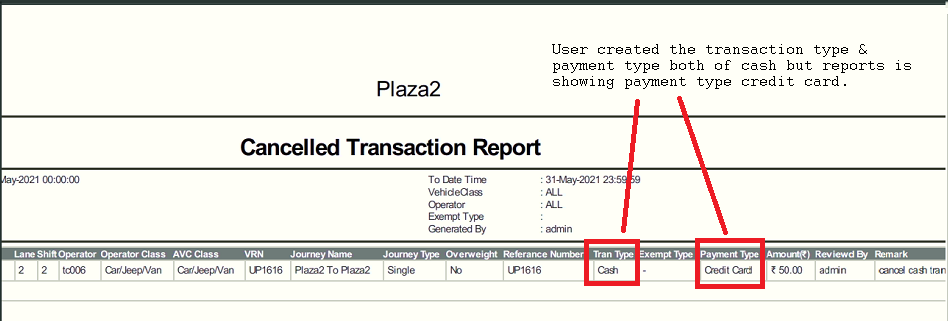 User created the transaction type &
payment type both of cash but reports is
showing payment type credit card.
Plaza2
Cancelled Transaction Report
May-2021 00:00:00 To Date Time : 31-May-2021 23:59:59
VehicleClass : ALL
Operator : ALL
Exempt Type :
Generated By : admin
Lane Shift Operator Operator Class AVC Class VRN Journey Name Journey Type Overweight Reference Number Tran Type Exempt Type Payment Type Amount(₹) Reviewd By Remark
2 2 tc006 Car/Jeep/Van Car/Jeep/Van UP1616 Plaza2 To Plaza2 Single No UP1616 Cash - Credit Card ₹ 50.00 admin cancel cash tran